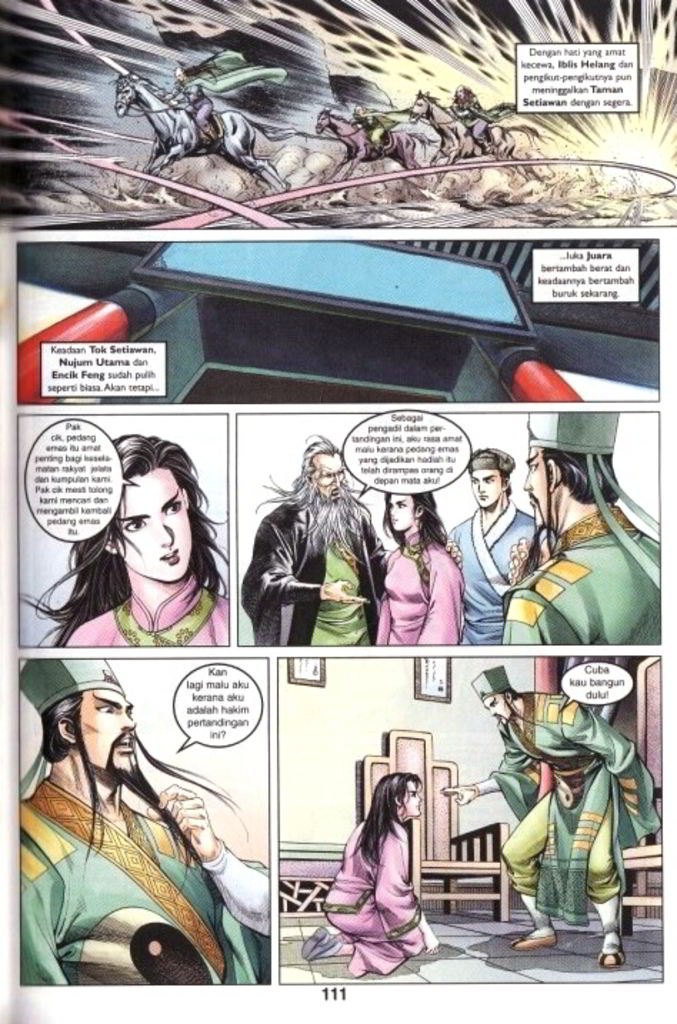 Dengan hati yang amat
kecewa, Iblis Helang dan
pengikut-pengikutnya pun
meninggalkan Taman
Setiawan dengan segera.
Keadaan Tok Setiawan,
Nujum Utama dan
Encik Feng sudah pulih
seperti biasa. Akan tetapi...
...luka Juara
bertambah berat dan
keadaannya bertambah
buruk sekarang.
Pak
cik, pedang
emas itu amat
penting bagi kesela-
matan rakyat jelata
dan kerajaan kami.
Pak cik mesti tolong
kami mencari dan
mengambil kembali
pedang emas
itu.
Sebagai
pengadil dalam per-
tandingan ini, aku rasa amat
malu kerana pedang emas
yang dijadikan hadiah itu
telah dirampas orang di
depan mata aku!
Kan
lagi malu aku
kerana aku
adalah hakim
pertandingan
ini?
Cuba
kau bangun
dulu!
111